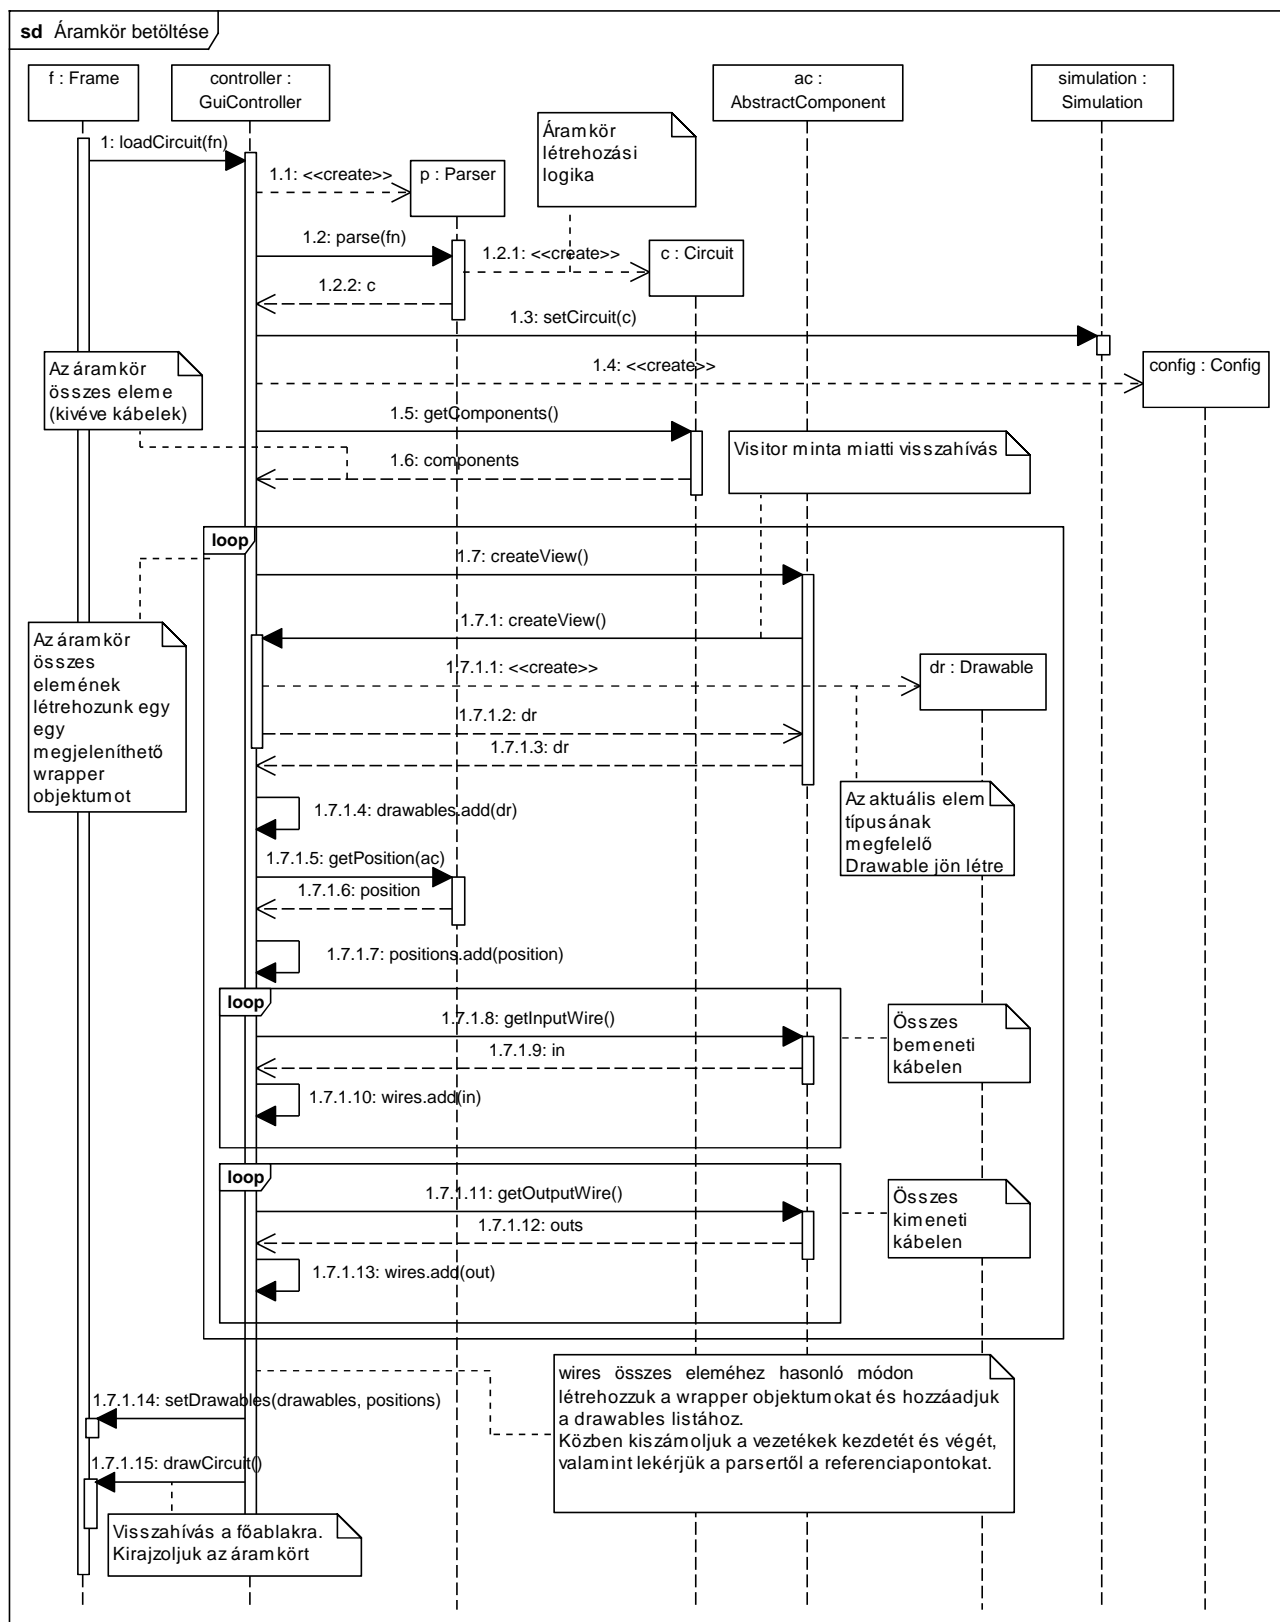 sd Áramkör betöltése
f : Frame
controller :
GuiController
ac :
AbstractComponent
simulation :
Simulation
1: loadCircuit(fn)
Áramkör
létrehozási
logika
1.1: <<create>>
p : Parser
1.2: parse(fn)
1.2.1: <<create>>
c : Circuit
1.2.2: c
1.3: setCircuit(c)
Az áramkör
összes eleme
(kivéve kábelek)
1.4: <<create>>
config : Config
1.5: getComponents()
1.6: components
Visitor minta miatti visszahívás
loop
1.7: createView()
1.7.1: createView()
Az áramkör
összes
elemének
létrehozunk egy
egy
megjeleníthető
wrapper
objektumot
1.7.1.1: <<create>>
dr : Drawable
1.7.1.2: dr
1.7.1.3: dr
Az aktuális elem
típusának
megfelelő
Drawable jön létre
1.7.1.4: drawables.add(dr)
1.7.1.5: getPosition(ac)
1.7.1.6: position
1.7.1.7: positions.add(position)
loop
1.7.1.8: getInputWire()
1.7.1.9: in
1.7.1.10: wires.add(in)
Összes
bemeneti
kábelen
loop
1.7.1.11: getOutputWire()
1.7.1.12: outs
1.7.1.13: wires.add(out)
Összes
kimeneti
kábelen
wires összes eleméhez hasonló módon
létrehozzuk a wrapper objektumokat és hozzáadjuk
a drawables listához.
Közben kiszámoljuk a vezetékek kezdetét és végét,
valamint lekérjük a parsertől a referenciapontokat.
1.7.1.14: setDrawables(drawables, positions)
1.7.1.15: drawCircuit()
Visszahívás a főablakra.
Kirajzoljuk az áramkört